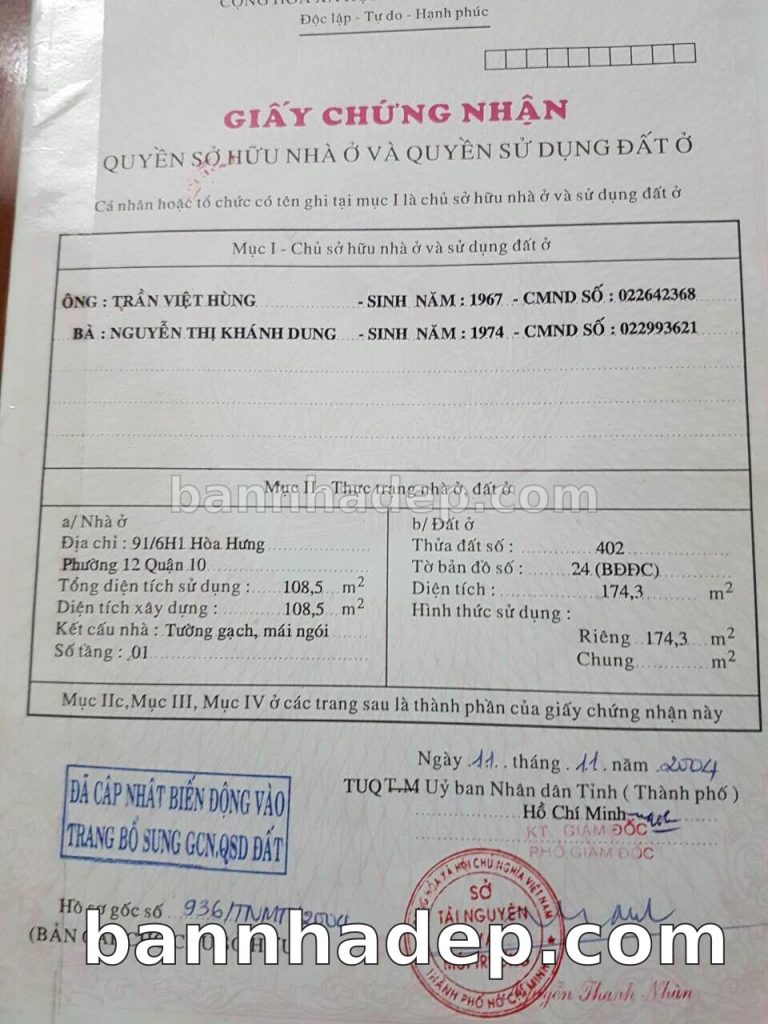 Độc lập - Tự do - Hạnh phúc
GIẤY CHỨNG NHẬN
QUYỀN SỞ HỮU NHÀ Ở VÀ QUYỀN SỬ DỤNG ĐẤT Ở
Cá nhân hoặc tổ chức có tên ghi tại mục I là chủ sở hữu nhà ở và sử dụng đất ở
Mục I - Chủ sở hữu nhà ở và sử dụng đất ở
ÔNG : TRẦN VIỆT HÙNG - SINH NĂM : 1967 - CMND SỐ : 022642368
BÀ : NGUYỄN THỊ KHÁNH DUNG - SINH NĂM : 1974 - CMND SỐ : 022993621
Mục II - Thực trạng nhà ở, đất ở
bannhadep.com
a/ Nhà ở
Địa chỉ : 91/6H1 Hòa Hưng
Phường 12 Quận 10
Tổng diện tích sử dụng : 108,5 m2
Diện tích xây dựng : 108,5 m2
Kết cấu nhà : Tường gạch, mái ngói
Số tầng : 01
b/ Đất ở
Thửa đất số : 402
Tờ bản đồ số : 24 (BĐĐC)
Diện tích : 174,3 m2
Hình thức sử dụng :
Riêng 174,3 m2
Chung m2
Mục IIc,Mục III, Mục IV ở các trang sau là thành phần của giấy chứng nhận này
Ngày 11 tháng 11 năm 2004
TUQ T.M Uỷ ban Nhân dân Tỉnh ( Thành phố )
Hồ Chí Minh
KT. GIÁM ĐỐC
PHÓ GIÁM ĐỐC
ĐÃ CẬP NHẬT BIẾN ĐỘNG VÀO
TRANG BỔ SUNG GCN,QSD ĐẤT
SỞ
TÀI NGUYÊN
THÀNH PHỐ HỒ CHÍ MINH
Hồ sơ gốc số 936/TNMT/2004
bannhadep.com
Nguyễn Thanh Nhàn